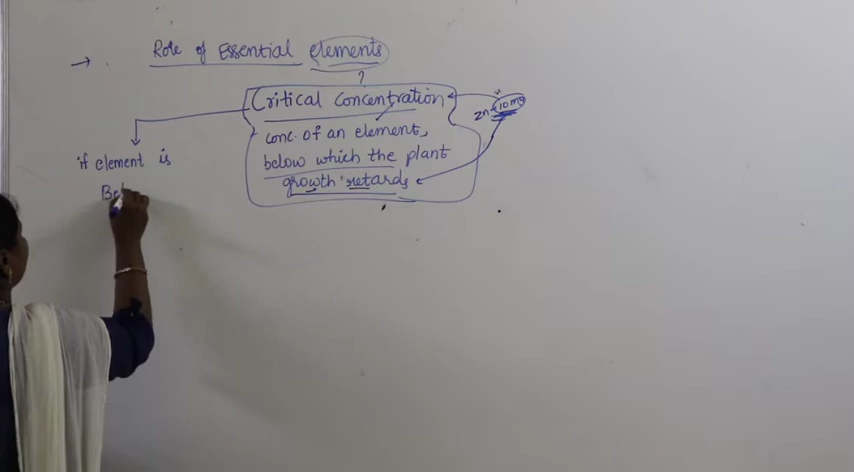 → Role of Essential elements
?
Critical Concentration
conc. of an element,
below which the plant
growth retards
Zn → 10 mg
if element is
Be